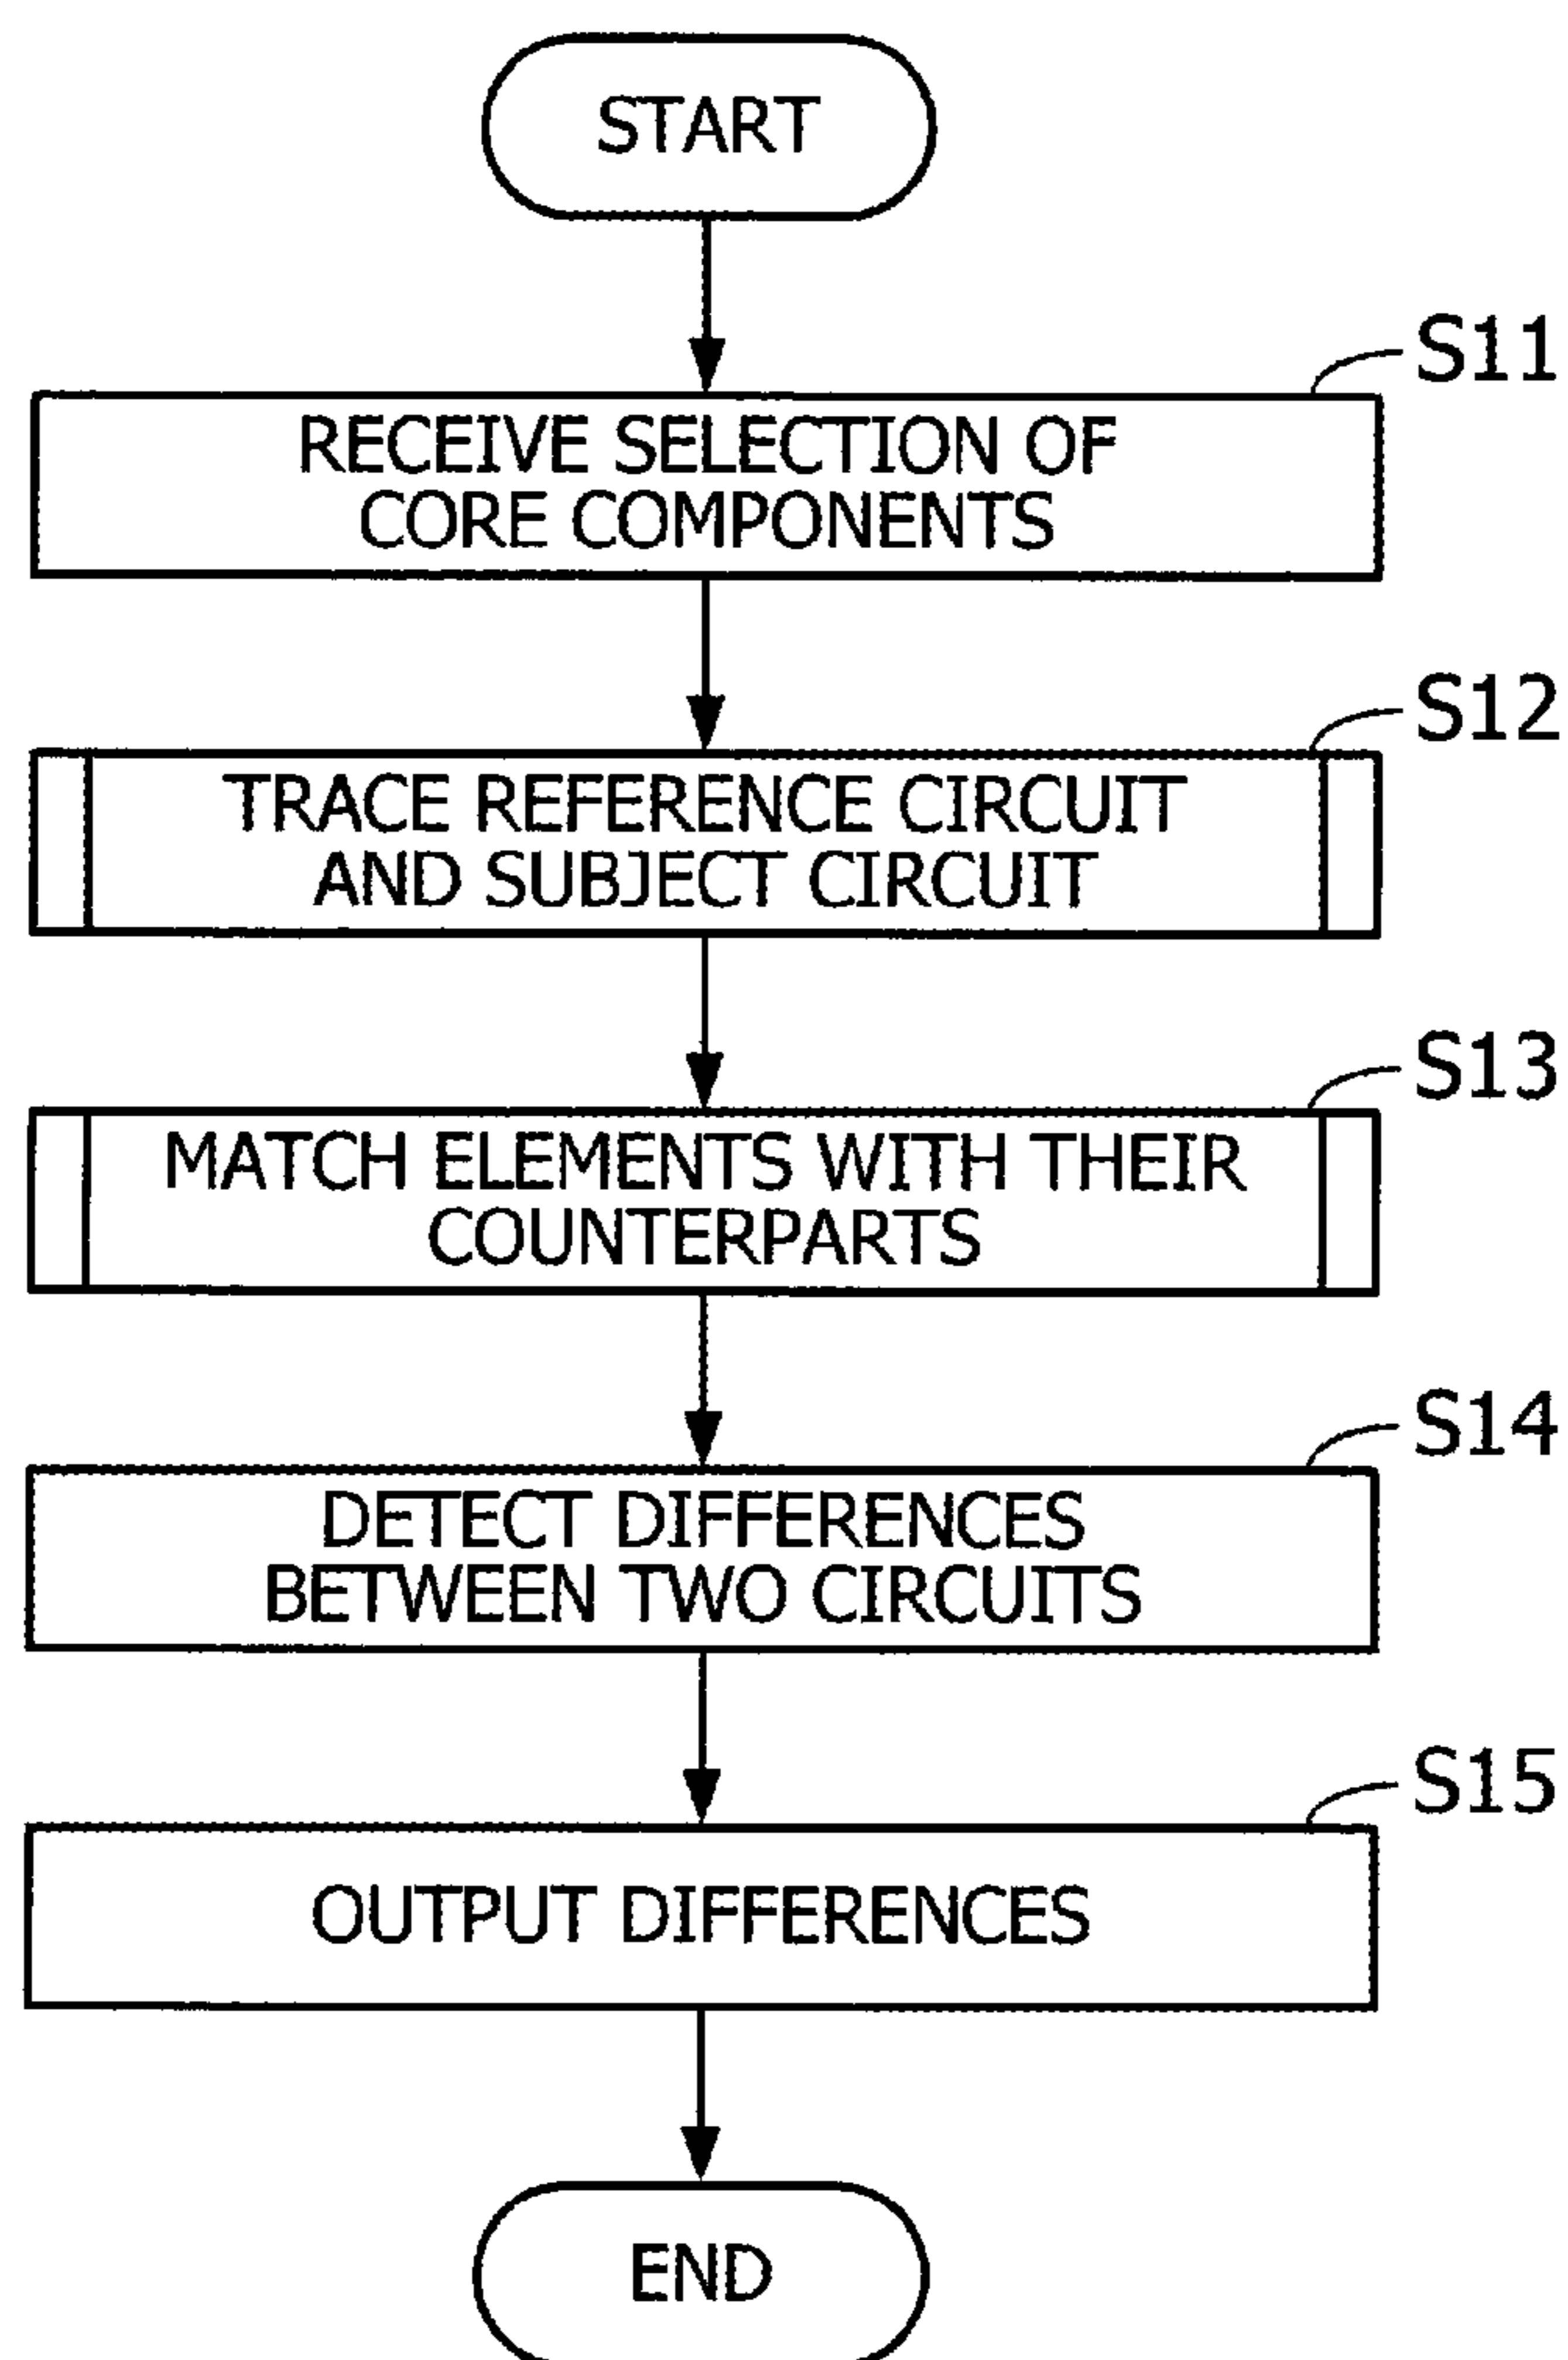 START
S11
RECEIVE SELECTION OF
CORE COMPONENTS
S12
TRACE REFERENCE CIRCUIT
AND SUBJECT CIRCUIT
S13
MATCH ELEMENTS WITH THEIR
COUNTERPARTS
S14
DETECT DIFFERENCES
BETWEEN TWO CIRCUITS
S15
OUTPUT DIFFERENCES
END